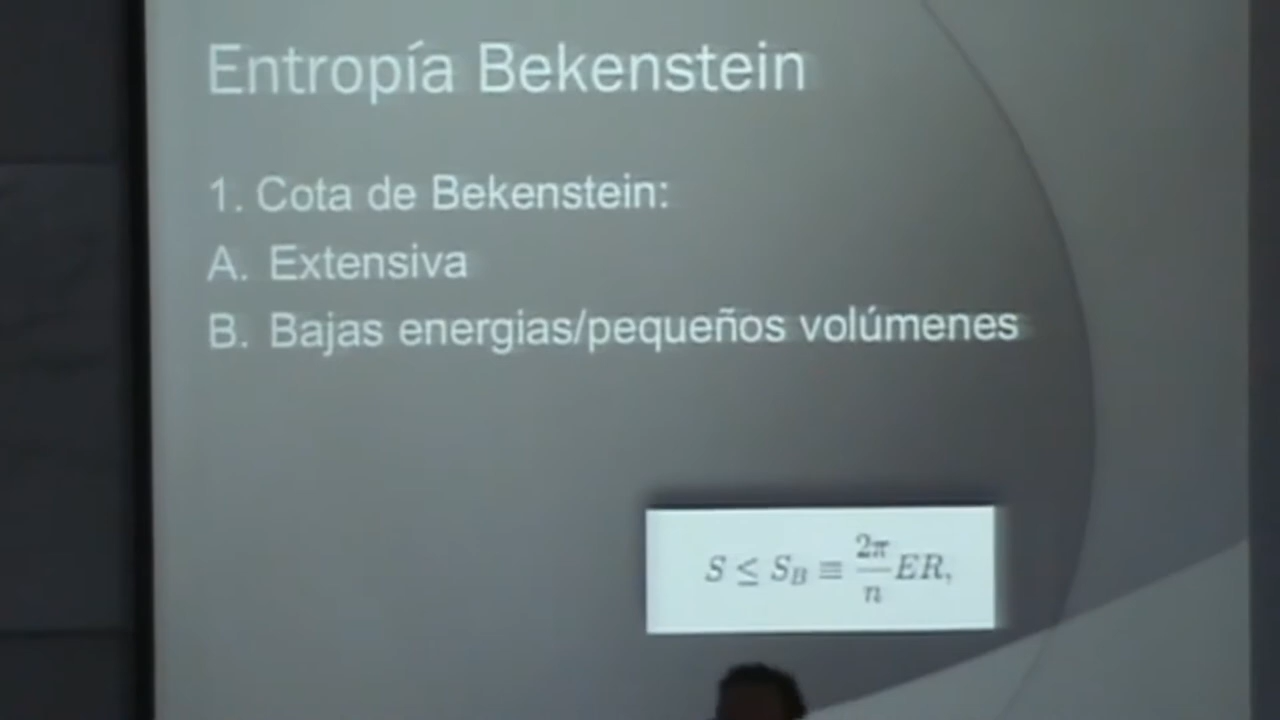 Entropía Bekenstein
1. Cota de Bekenstein:
A. Extensiva
B. Bajas energias/pequeños volúmenes
S ≤ S_B ≡ 2π/n ER,